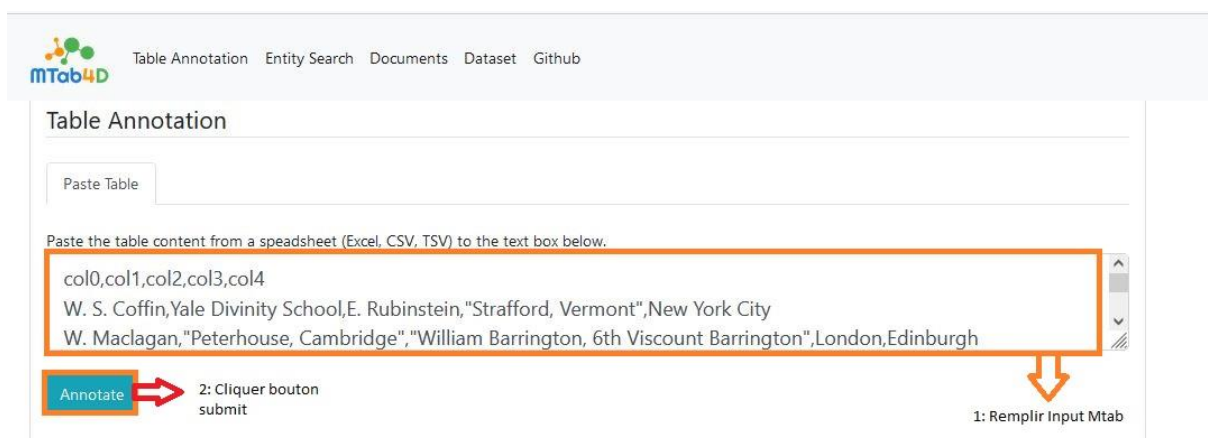 MTab4D
Table Annotation Entity Search Documents Dataset Github
Table Annotation
Paste Table
Paste the table content from a speadsheet (Excel, CSV, TSV) to the text box below.
col0,col1,col2,col3,col4
W. S. Coffin,Yale Divinity School,E. Rubinstein,"Strafford, Vermont",New York City
W. Maclagan,"Peterhouse, Cambridge","William Barrington, 6th Viscount Barrington",London,Edinburgh
Annotate
2: Cliquer bouton
submit
1: Remplir Input Mtab